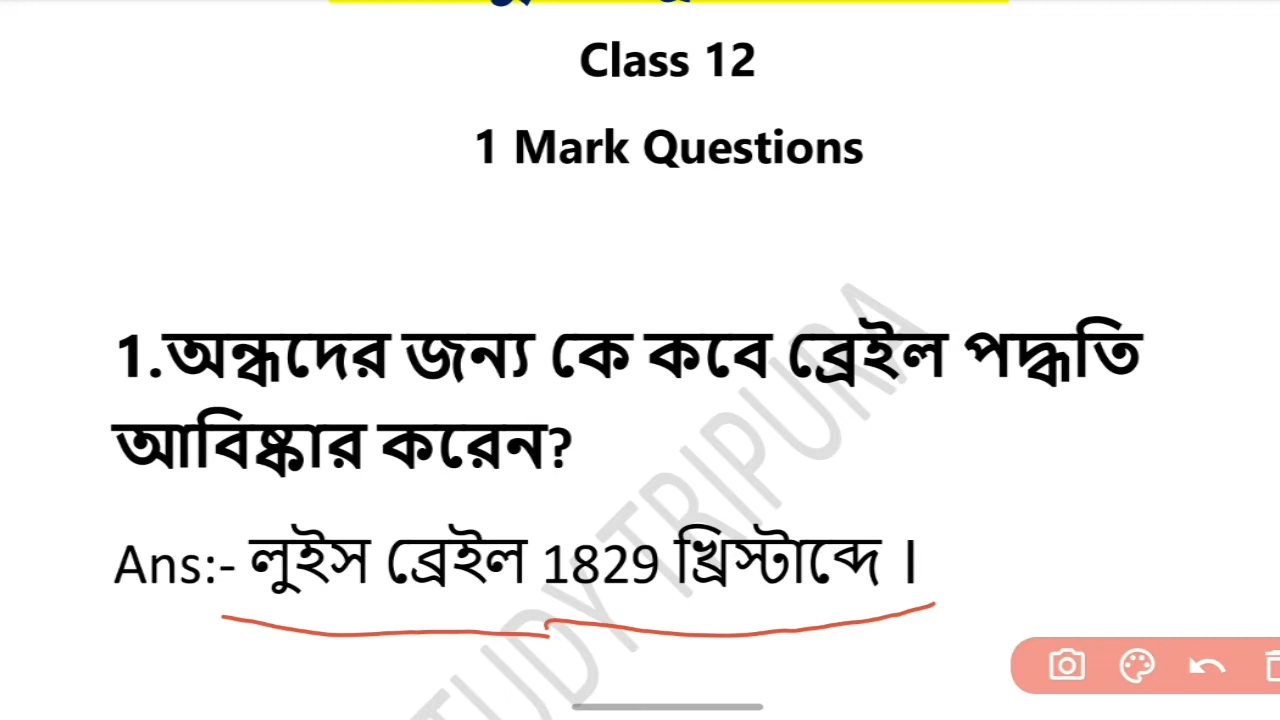 Class 12
1 Mark Questions
1.অন্ধদের জন্য কে কবে ব্রেইল পদ্ধতি
আবিষ্কার করেন?
Ans:- লুইস ব্রেইল 1829 খ্রিস্টাব্দে ।
TUDY TRIPURA